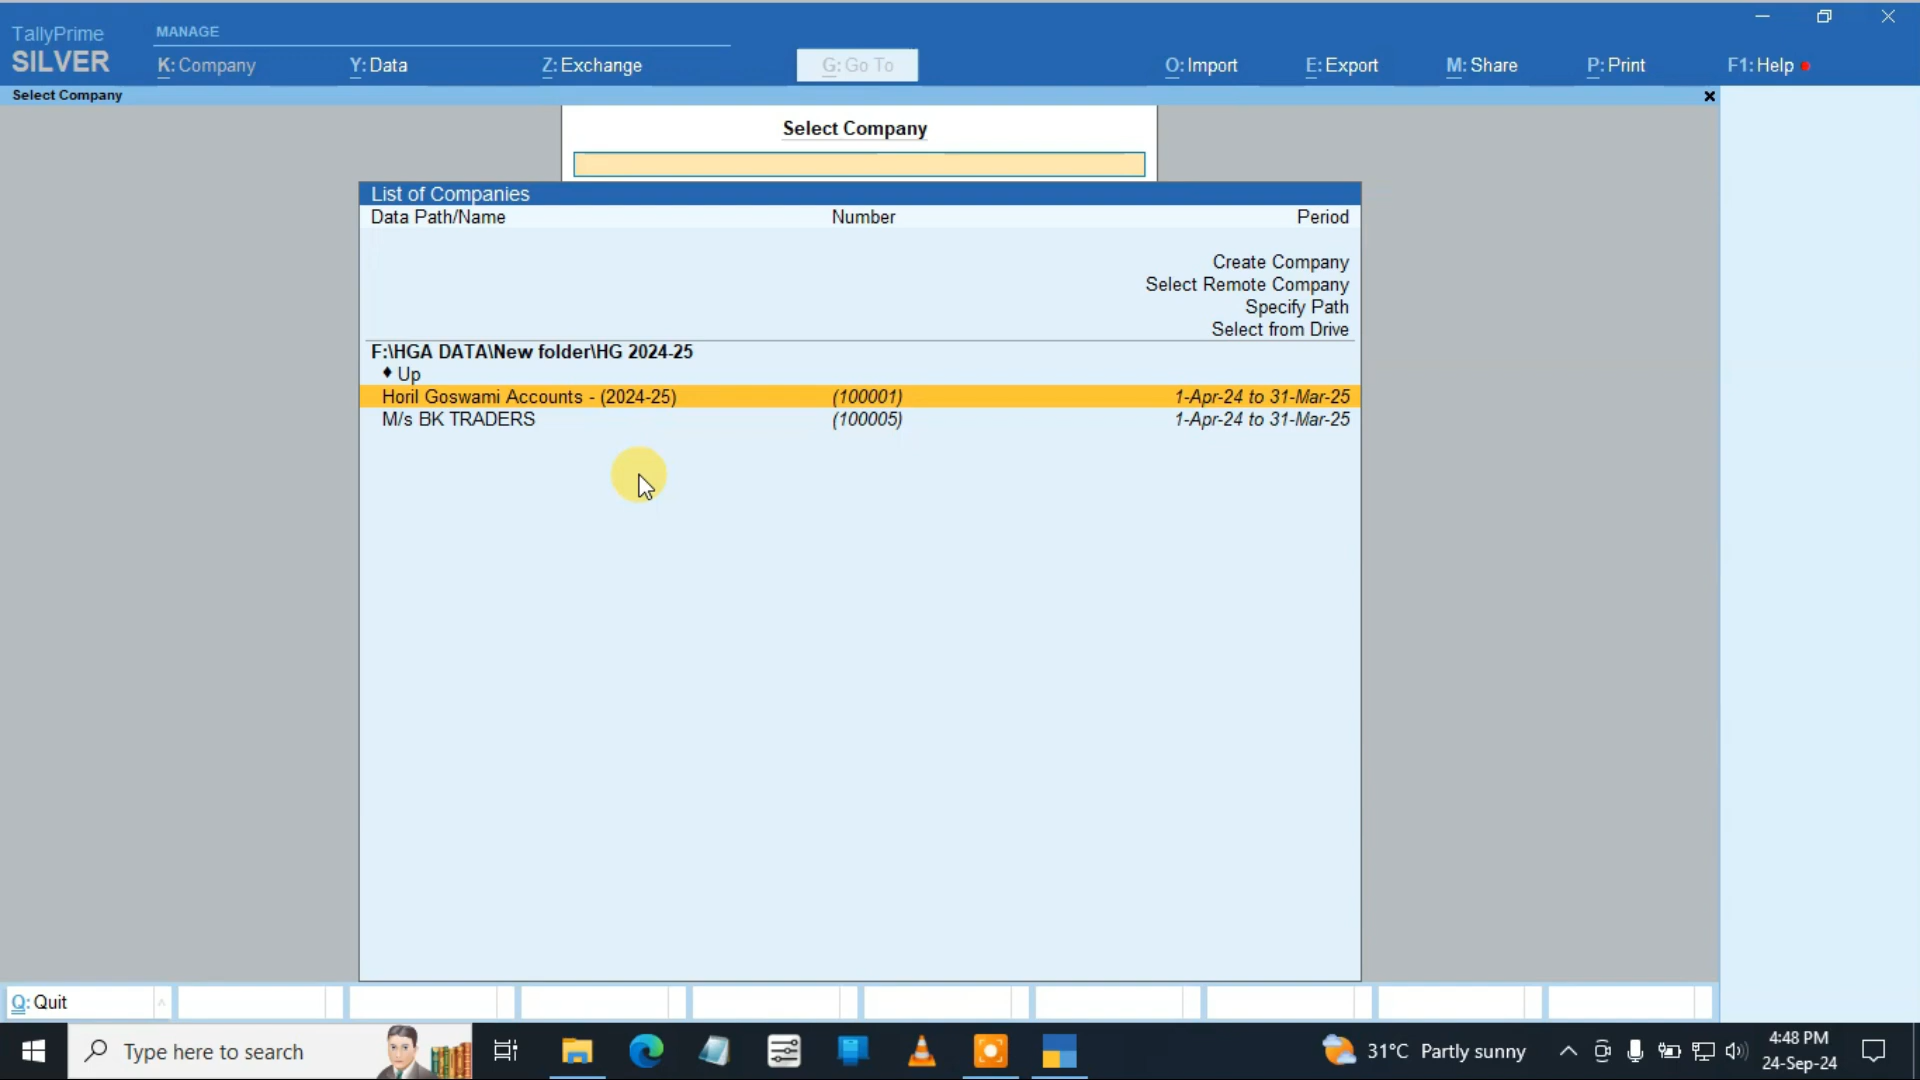 TallyPrime
SILVER
MANAGE
K: Company
Y: Data
Z: Exchange
G: Go To
O: Import
E: Export
M: Share
P: Print
F1: Help
Select Company
Select Company
List of Companies
Data Path/Name Number Period
Create Company
Select Remote Company
Specify Path
Select from Drive
F:\HGA DATA\New folder\HG 2024-25
♦ Up
Horil Goswami Accounts - (2024-25) (100001) 1-Apr-24 to 31-Mar-25
M/s BK TRADERS (100005) 1-Apr-24 to 31-Mar-25
Q: Quit
Type here to search
31°C Partly sunny
4:48 PM
24-Sep-24